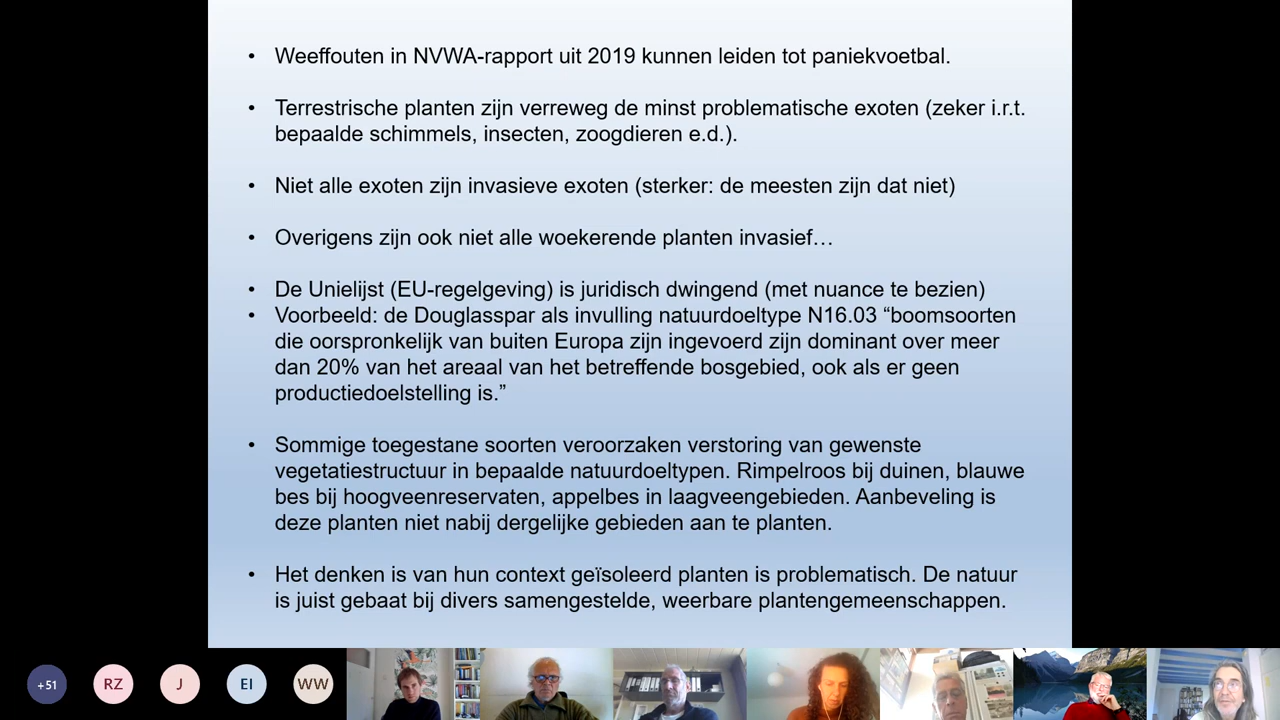 • Weeffouten in NVWA-rapport uit 2019 kunnen leiden tot paniekvoetbal.
• Terrestrische planten zijn verreweg de minst problematische exoten (zeker i.r.t.
bepaalde schimmels, insecten, zoogdieren e.d.).
• Niet alle exoten zijn invasieve exoten (sterker: de meesten zijn dat niet)
• Overigens zijn ook niet alle woekerende planten invasief…
• De Unielijst (EU-regelgeving) is juridisch dwingend (met nuance te bezien)
• Voorbeeld: de Douglasspar als invulling natuurdoeltype N16.03 “boomsoorten
die oorspronkelijk van buiten Europa zijn ingevoerd zijn dominant over meer
dan 20% van het areaal van het betreffende bosgebied, ook als er geen
productiedoelstelling is.”
• Sommige toegestane soorten veroorzaken verstoring van gewenste
vegetatiestructuur in bepaalde natuurdoeltypen. Rimpelroos bij duinen, blauwe
bes bij hoogveenreservaten, appelbes in laagveengebieden. Aanbeveling is
deze planten niet nabij dergelijke gebieden aan te planten.
• Het denken is van hun context geïsoleerd planten is problematisch. De natuur
is juist gebaat bij divers samengestelde, weerbare plantengemeenschappen.
+51 RZ J EI WW